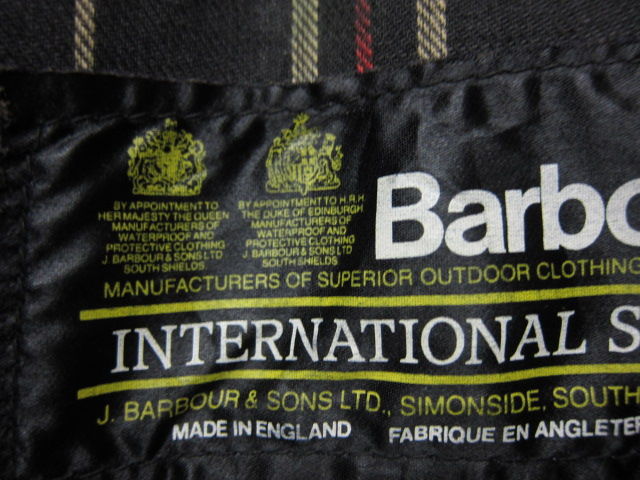 BY APPOINTMENT TO
HER MAJESTY THE QUEEN
MANUFACTURERS OF
WATERPROOF AND
PROTECTIVE CLOTHING
J. BARBOUR & SONS LTD
SOUTH SHIELDS
BY APPOINTMENT TO H.R.H.
THE DUKE OF EDINBURGH
MANUFACTURERS OF
WATERPROOF AND
PROTECTIVE CLOTHING
J. BARBOUR & SONS LTD
SOUTH SHIELDS
Barbo
MANUFACTURERS OF SUPERIOR OUTDOOR CLOTHING
INTERNATIONAL S
J. BARBOUR & SONS LTD., SIMONSIDE, SOUTH
MADE IN ENGLAND FABRIQUE EN ANGLETER